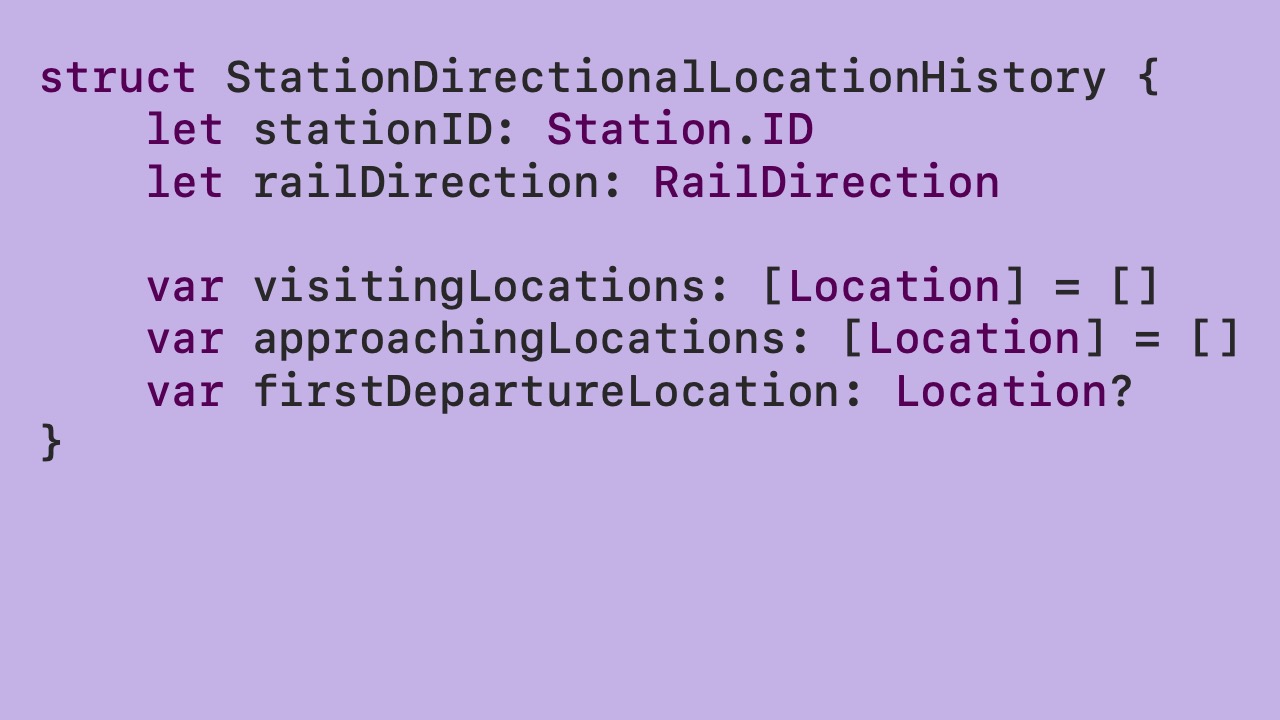 struct StationDirectionalLocationHistory {
    let stationID: Station.ID
    let railDirection: RailDirection

    var visitingLocations: [Location] = []
    var approachingLocations: [Location] = []
    var firstDepartureLocation: Location?
}